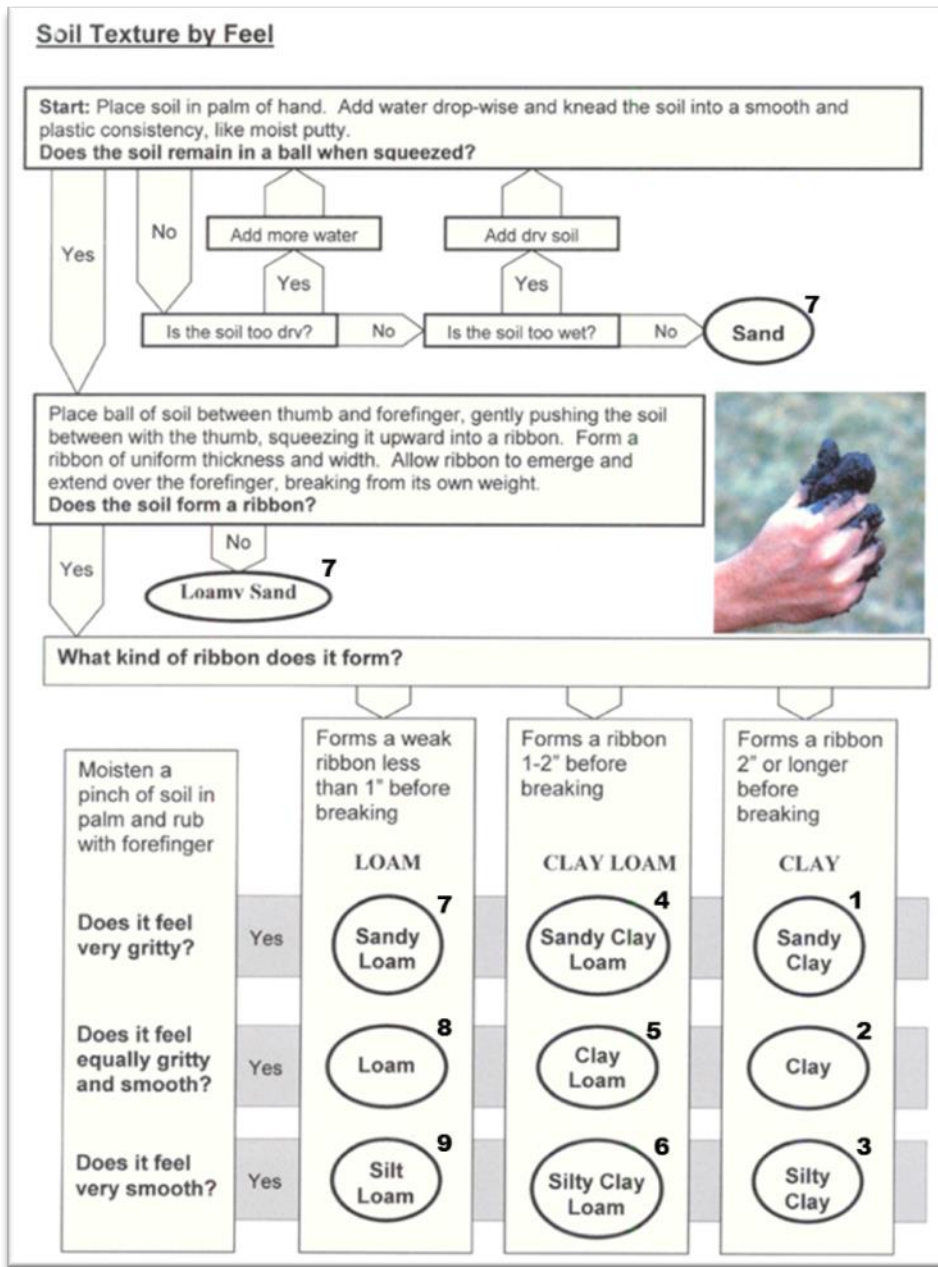 Soil Texture by Feel
Start: Place soil in palm of hand. Add water drop-wise and knead the soil into a smooth and
plastic consistency, like moist putty.
Does the soil remain in a ball when squeezed?
Yes
No
Add more water
Add drv soil
Yes
Yes
Is the soil too drv?
No
Is the soil too wet?
No
Sand
7
Place ball of soil between thumb and forefinger, gently pushing the soil
between with the thumb, squeezing it upward into a ribbon. Form a
ribbon of uniform thickness and width. Allow ribbon to emerge and
extend over the forefinger, breaking from its own weight.
Does the soil form a ribbon?
Yes
No
Loamv Sand
7
What kind of ribbon does it form?
Moisten a
pinch of soil in
palm and rub
with forefinger
Forms a weak
ribbon less
than 1” before
breaking
LOAM
Forms a ribbon
1-2” before
breaking
CLAY LOAM
Forms a ribbon
2” or longer
before
breaking
CLAY
Does it feel
very gritty?
Yes
Sandy
Loam
7
Sandy Clay
Loam
4
Sandy
Clay
1
Does it feel
equally gritty
and smooth?
Yes
Loam
8
Clay
Loam
5
Clay
2
Does it feel
very smooth?
Yes
Silt
Loam
9
Silty Clay
Loam
6
Silty
Clay
3